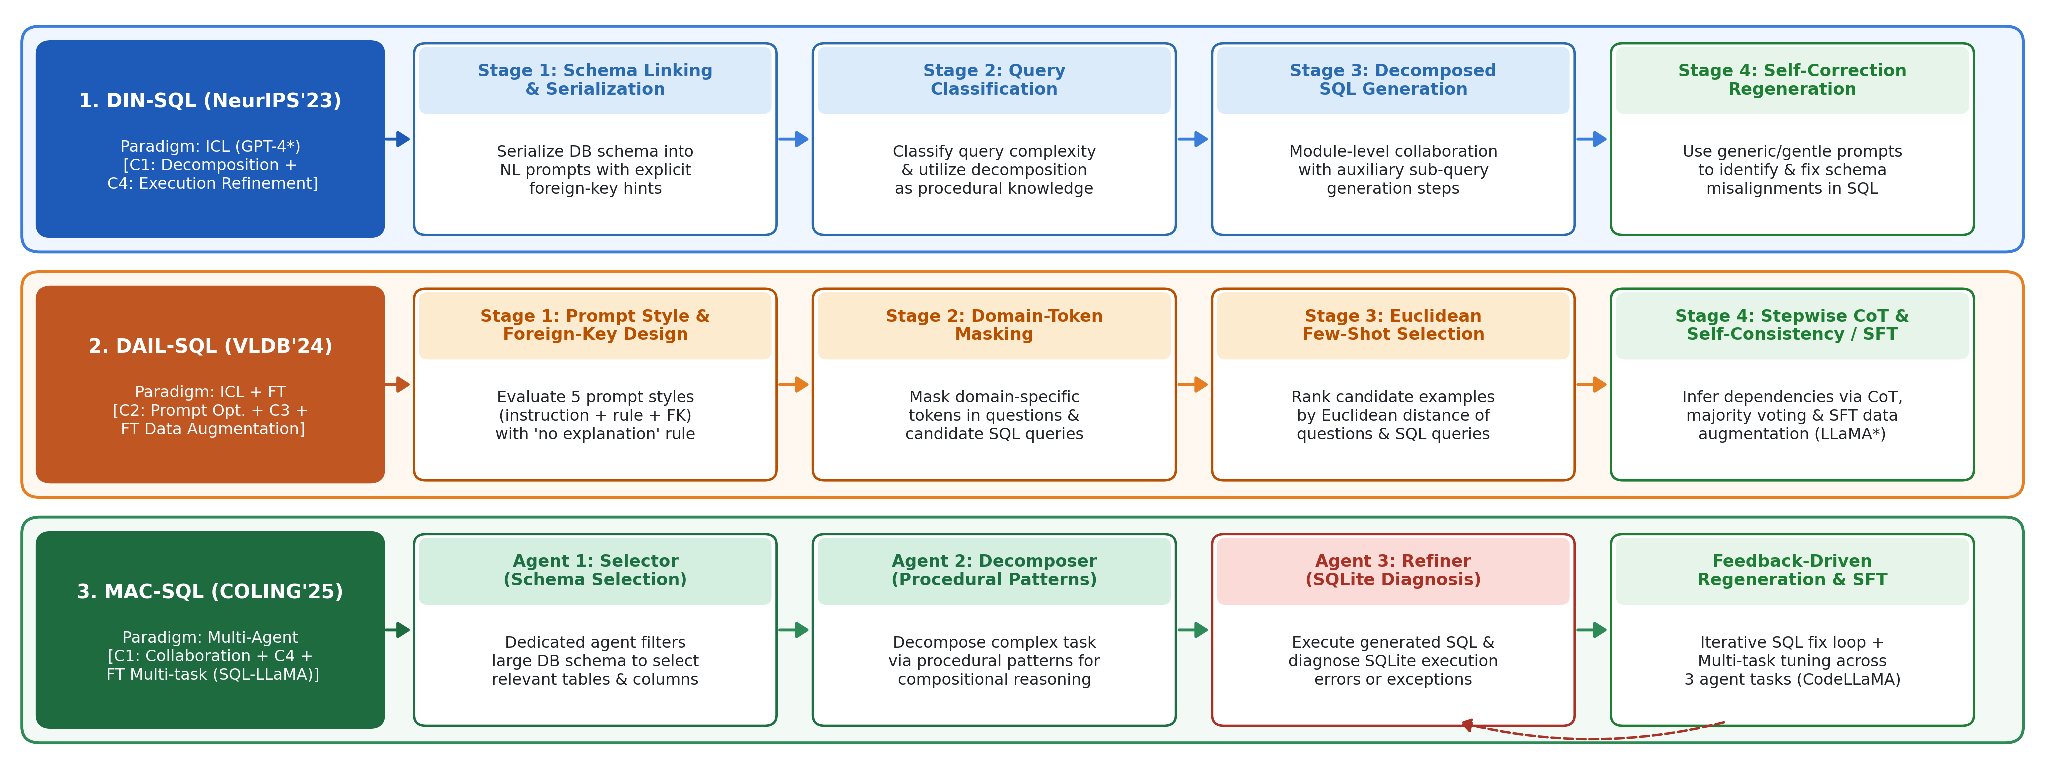 1. DIN-SQL (NeurIPS'23)
Paradigm: ICL (GPT-4*)
[C1: Decomposition +
C4: Execution Refinement]
Stage 1: Schema Linking
& Serialization
Serialize DB schema into
NL prompts with explicit
foreign-key hints
Stage 2: Query
Classification
Classify query complexity
& utilize decomposition
as procedural knowledge
Stage 3: Decomposed
SQL Generation
Module-level collaboration
with auxiliary sub-query
generation steps
Stage 4: Self-Correction
Regeneration
Use generic/gentle prompts
to identify & fix schema
misalignments in SQL
2. DAIL-SQL (VLDB'24)
Paradigm: ICL + FT
[C2: Prompt Opt. + C3 +
FT Data Augmentation]
Stage 1: Prompt Style &
Foreign-Key Design
Evaluate 5 prompt styles
(instruction + rule + FK)
with 'no explanation' rule
Stage 2: Domain-Token
Masking
Mask domain-specific
tokens in questions &
candidate SQL queries
Stage 3: Euclidean
Few-Shot Selection
Rank candidate examples
by Euclidean distance of
questions & SQL queries
Stage 4: Stepwise CoT &
Self-Consistency / SFT
Infer dependencies via CoT,
majority voting & SFT data
augmentation (LLaMA*)
3. MAC-SQL (COLING'25)
Paradigm: Multi-Agent
[C1: Collaboration + C4 +
FT Multi-task (SQL-LLaMA)]
Agent 1: Selector
(Schema Selection)
Dedicated agent filters
large DB schema to select
relevant tables & columns
Agent 2: Decomposer
(Procedural Patterns)
Decompose complex task
via procedural patterns for
compositional reasoning
Agent 3: Refiner
(SQLite Diagnosis)
Execute generated SQL &
diagnose SQLite execution
errors or exceptions
Feedback-Driven
Regeneration & SFT
Iterative SQL fix loop +
Multi-task tuning across
3 agent tasks (CodeLLaMA)